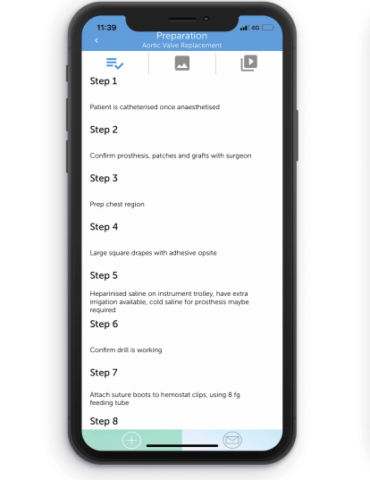 11:39
4G
Preparation
Aortic Valve Replacement
Step 1
Patient is catheterised once anaesthetised
Step 2
Confirm prosthesis, patches and grafts with surgeon
Step 3
Prep chest region
Step 4
Large square drapes with adhesive opsite
Step 5
Heparinised saline on instrument trolley, have extra
irrigation available, cold saline for prosthesis maybe
required
Step 6
Confirm drill is working
Step 7
Attach suture boots to hemostat clips, using 8 fg
feeding tube
Step 8